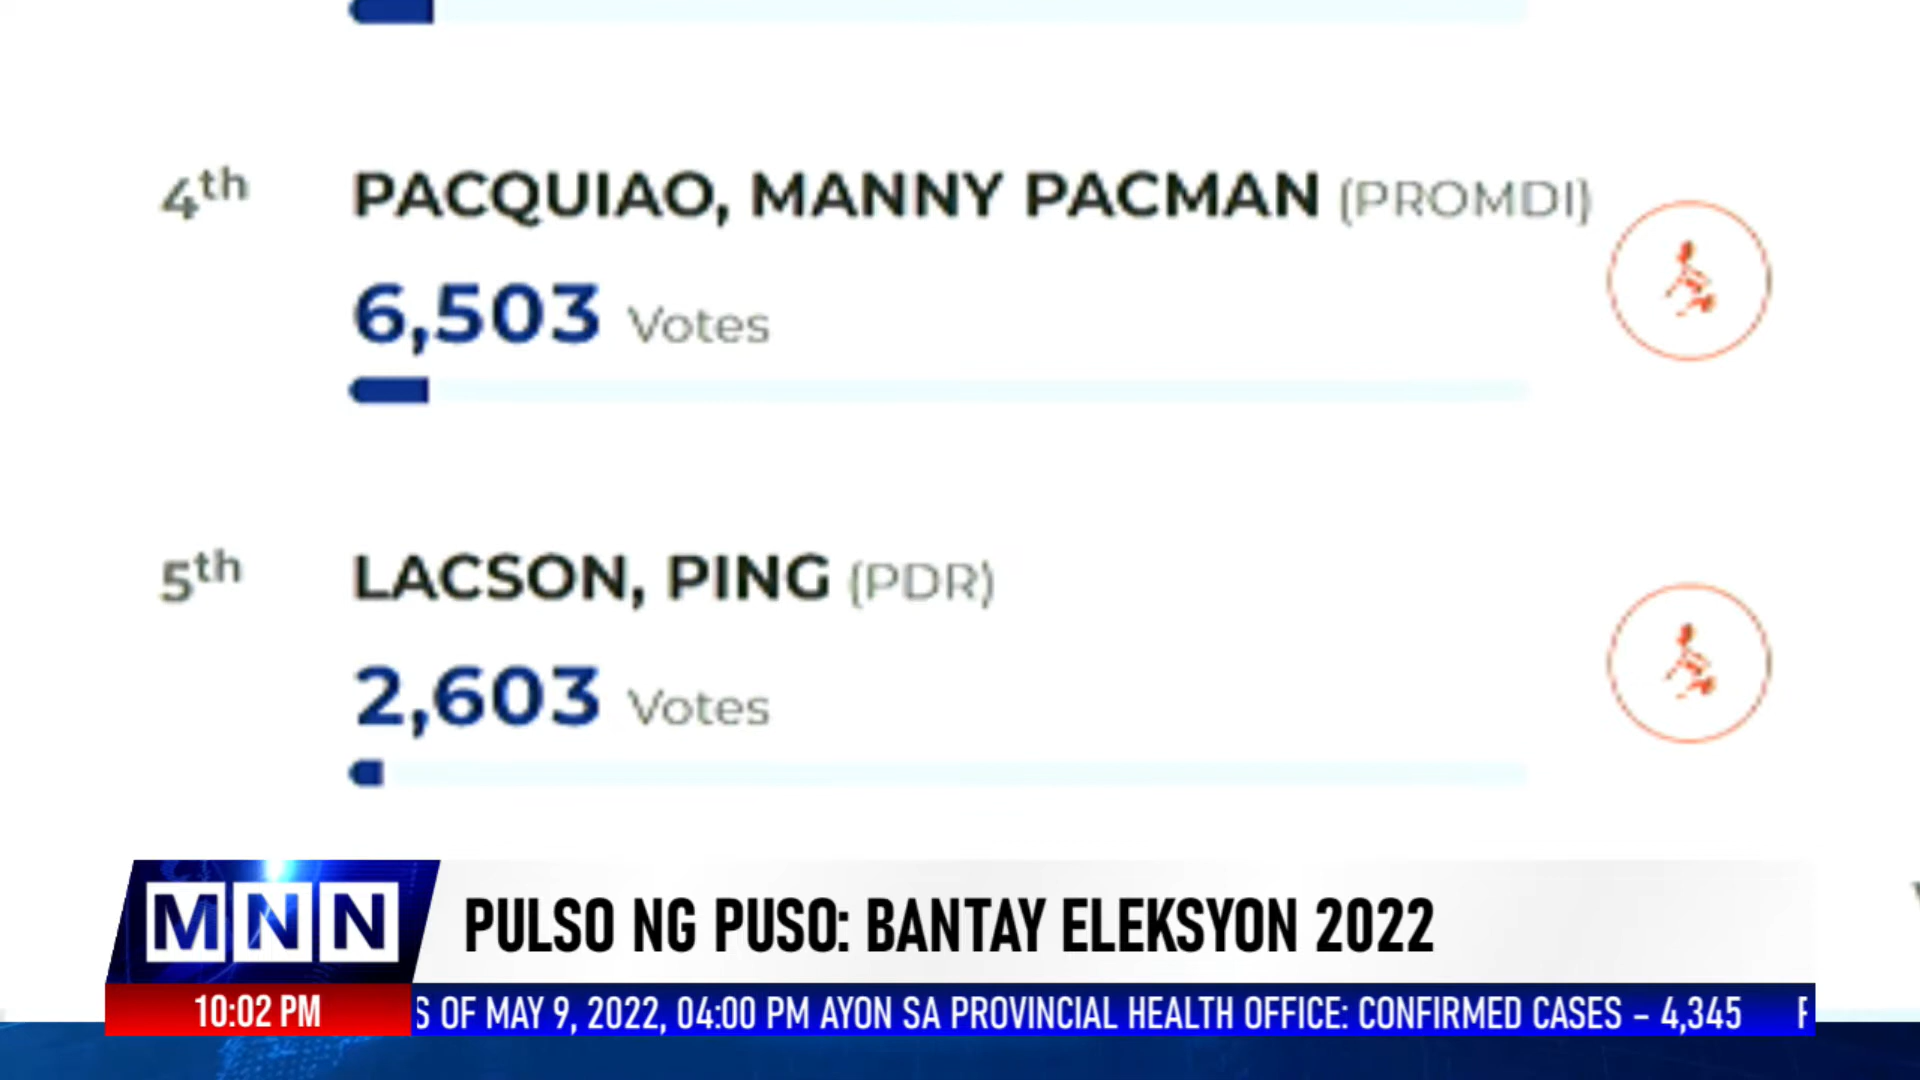 4th PACQUIAO, MANNY PACMAN (PROMDI)
6,503 Votes
5th LACSON, PING (PDR)
2,603 Votes
MNN PULSO NG PUSO: BANTAY ELEKSYON 2022
10:02 PM S OF MAY 9, 2022, 04:00 PM AYON SA PROVINCIAL HEALTH OFFICE: CONFIRMED CASES – 4,345